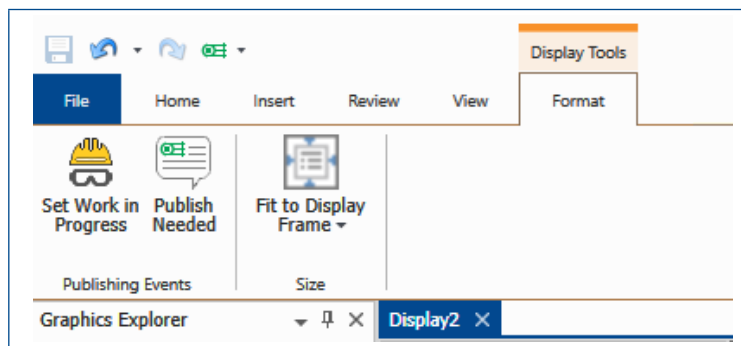 Display Tools
File Home Insert Review View Format
Set Work in Publish Fit to Display
Progress Needed Frame
Publishing Events Size
Graphics Explorer Display2